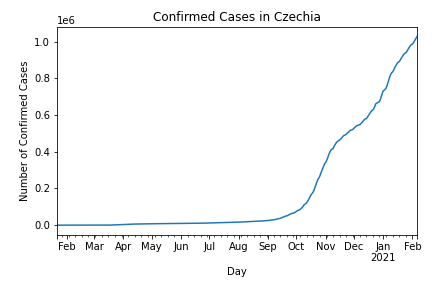 Confirmed Cases in Czechia
1e6
1.0
0.8
0.6
0.4
0.2
0.0
Number of Confirmed Cases
Feb Mar Apr May Jun Jul Aug Sep Oct Nov Dec Jan Feb
2021
Day